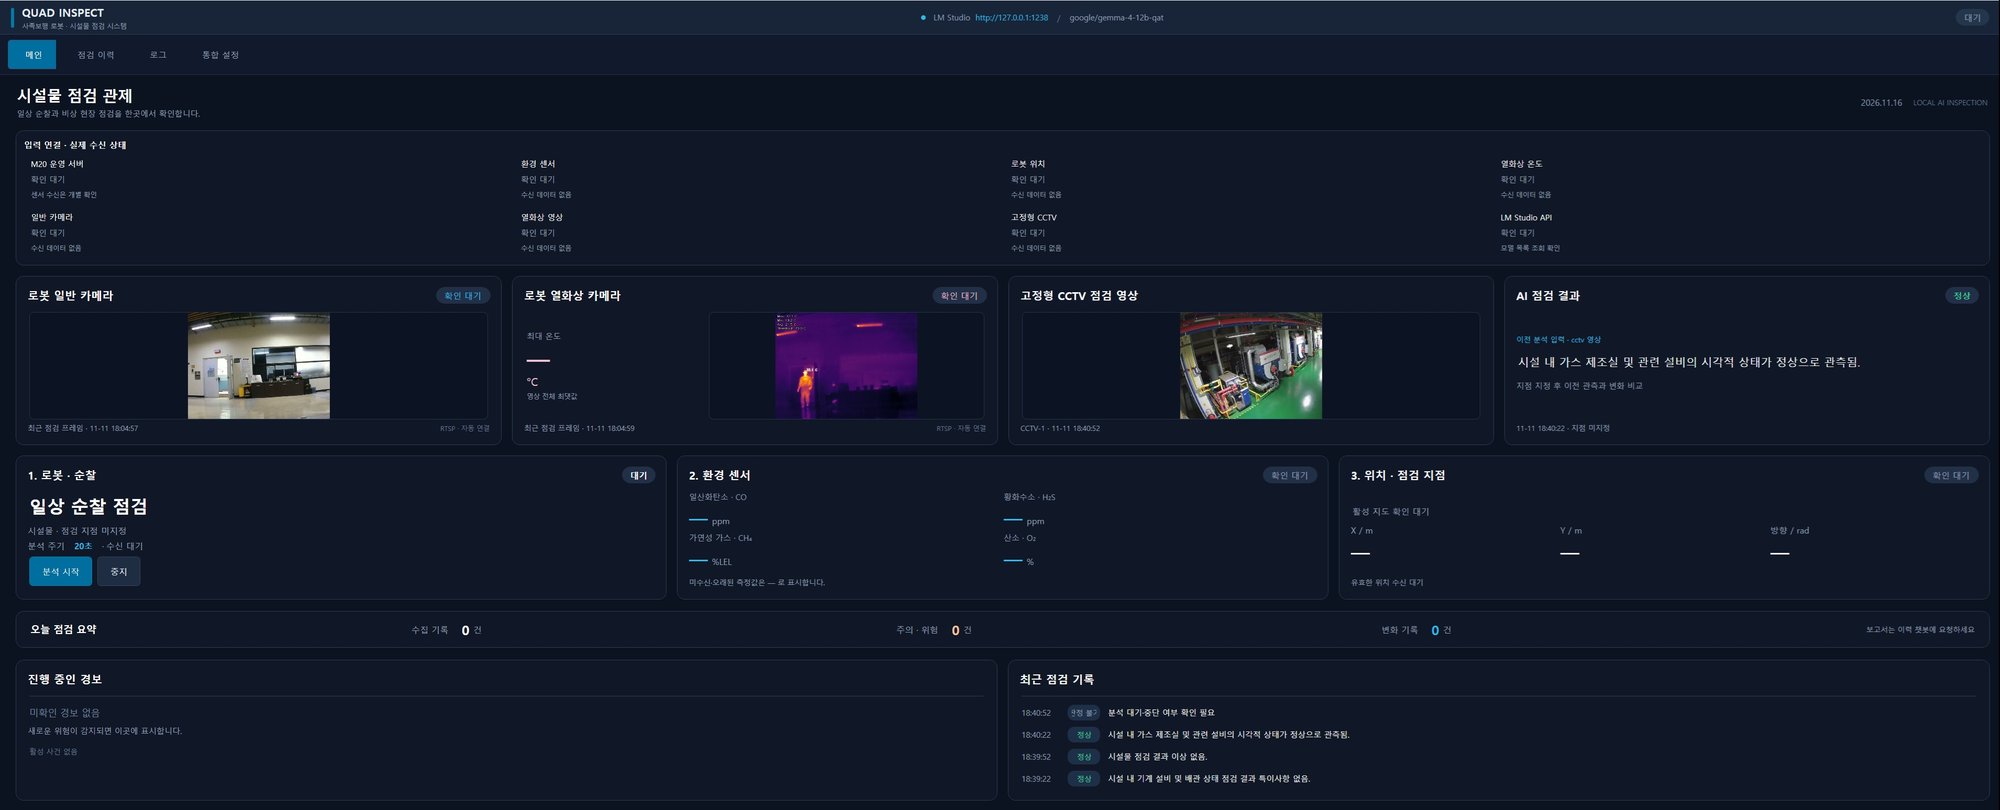 QUAD INSPECT
사족보행 로봇 · 시설물 점검 시스템
LM Studio http://127.0.0.1:1238 / google/gemma-4-12b-qat
대기
메인 점검 이력 로그 통합 설정
시설물 점검 관제
일상 순찰과 비상 현장 점검을 한곳에서 확인합니다.
2026.11.16 LOCAL AI INSPECTION
입력 연결 · 실제 수신 상태
M20 운영 서버
확인 대기
센서 수신은 개별 확인
환경 센서
확인 대기
수신 데이터 없음
로봇 위치
확인 대기
수신 데이터 없음
열화상 온도
확인 대기
수신 데이터 없음
일반 카메라
확인 대기
수신 데이터 없음
열화상 영상
확인 대기
수신 데이터 없음
고정형 CCTV
확인 대기
수신 데이터 없음
LM Studio API
확인 대기
모델 목록 조회 확인
로봇 일반 카메라
확인 대기
최근 점검 프레임 · 11-11 18:04:57
RTSP · 자동 연결
로봇 열화상 카메라
확인 대기
최대 온도
—
°C
영상 전체 최댓값
최근 점검 프레임 · 11-11 18:04:59
RTSP · 자동 연결
고정형 CCTV 점검 영상
CCTV-1 · 11-11 18:40:52
AI 점검 결과
정상
이전 분석 입력 · cctv 영상
시설 내 가스 제조실 및 관련 설비의 시각적 상태가 정상으로 관측됨.
지점 지정 후 이전 관측과 변화 비교
11-11 18:40:22 · 지점 미지정
1. 로봇 · 순찰
대기
일상 순찰 점검
시설물 · 점검 지점 미지정
분석 주기 20초 · 수신 대기
분석 시작 중지
2. 환경 센서
확인 대기
일산화탄소 · CO
— ppm
황화수소 · H₂S
— ppm
가연성 가스 · CH₄
— %LEL
산소 · O₂
— %
미수신·오래된 측정값은 — 로 표시합니다.
3. 위치 · 점검 지점
확인 대기
활성 지도 확인 대기
X / m
—
Y / m
—
방향 / rad
—
유효한 위치 수신 대기
오늘 점검 요약
수집 기록 0 건
주의 · 위험 0 건
변화 기록 0 건
보고서는 이력 챗봇에 요청하세요
진행 중인 경보
미확인 경보 없음
새로운 위험이 감지되면 이곳에 표시합니다.
활성 사건 없음
최근 점검 기록
18:40:52 분석 대기·중단 여부 확인 필요
18:40:22 정상 시설 내 가스 제조실 및 관련 설비의 시각적 상태가 정상으로 관측됨.
18:39:52 정상 시설물 점검 결과 이상 없음.
18:39:22 정상 시설 내 기계 설비 및 배관 상태 점검 결과 특이사항 없음.